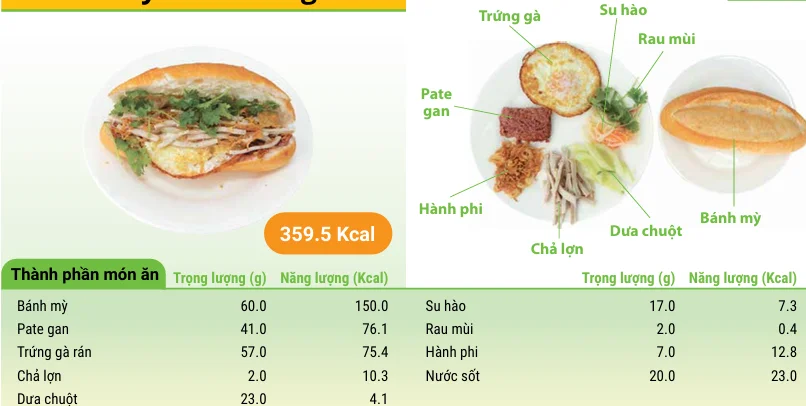 Trứng gà
Su hào
Rau mùi
Pate
gan
Hành phi
Chả lợn
Dưa chuột
Bánh mỳ
359.5 Kcal
Thành phần món ăn Trọng lượng (g) Năng lượng (Kcal)
Bánh mỳ 60.0 150.0
Pate gan 41.0 76.1
Trứng gà rán 57.0 75.4
Chả lợn 2.0 10.3
Dưa chuột 23.0 4.1
Trọng lượng (g) Năng lượng (Kcal)
Su hào 17.0 7.3
Rau mùi 2.0 0.4
Hành phi 7.0 12.8
Nước sốt 20.0 23.0